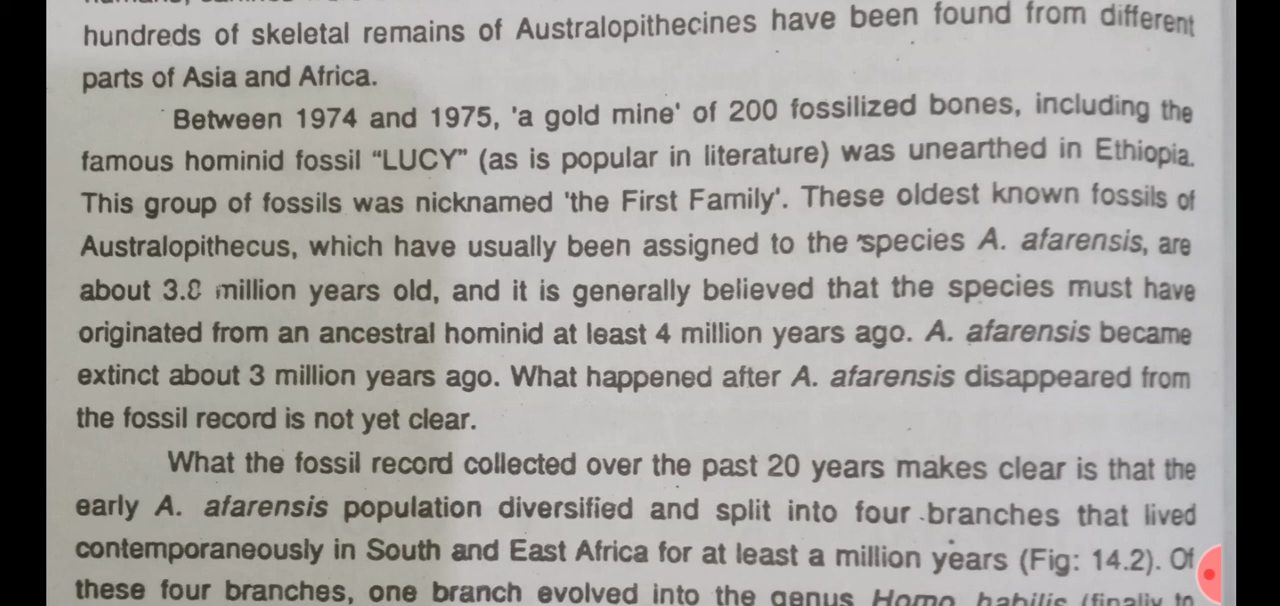 hundreds of skeletal remains of Australopithecines have been found from different
parts of Asia and Africa.
Between 1974 and 1975, 'a gold mine' of 200 fossilized bones, including the
famous hominid fossil “LUCY” (as is popular in literature) was unearthed in Ethiopia.
This group of fossils was nicknamed 'the First Family'. These oldest known fossils of
Australopithecus, which have usually been assigned to the species A. afarensis, are
about million years old, and it is generally believed that the species must have
originated from an ancestral hominid at least 4 million years ago. A. afarensis became
extinct about 3 million years ago. What happened after A. afarensis disappeared from
the fossil record is not yet clear.
What the fossil record collected over the past 20 years makes clear is that the
early A. afarensis population diversified and split into four branches that lived
contemporaneously in South and East Africa for at least a million years (Fig: 14.2). Of
these four branches, one branch evolved into the genus Homo habilis (finally to